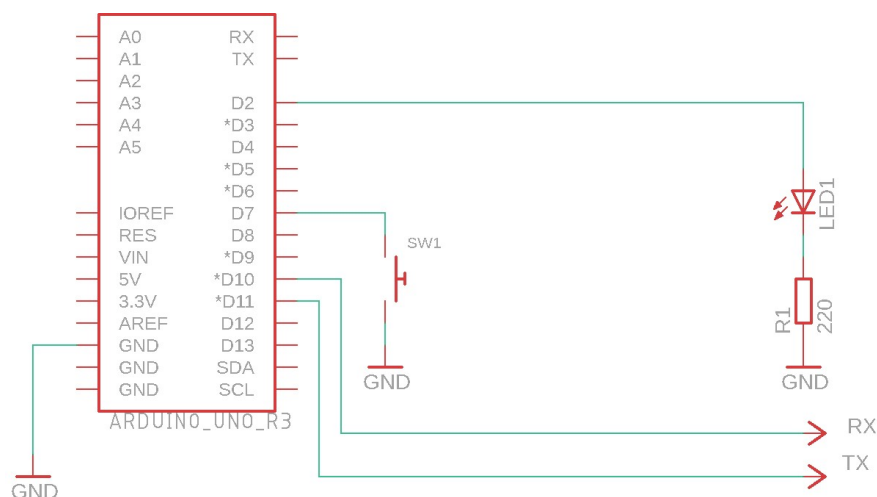 A0
A1
A2
A3
A4
A5
IOREF
RES
VIN
5V
3.3V
AREF
GND
GND
GND
RX
TX
D2
*D3
D4
*D5
*D6
D7
D8
*D9
*D10
*D11
D12
D13
SDA
SCL
ARDUINO_UNO_R3
GND
SW1
GND
LED1
R1
220
GND
RX
TX